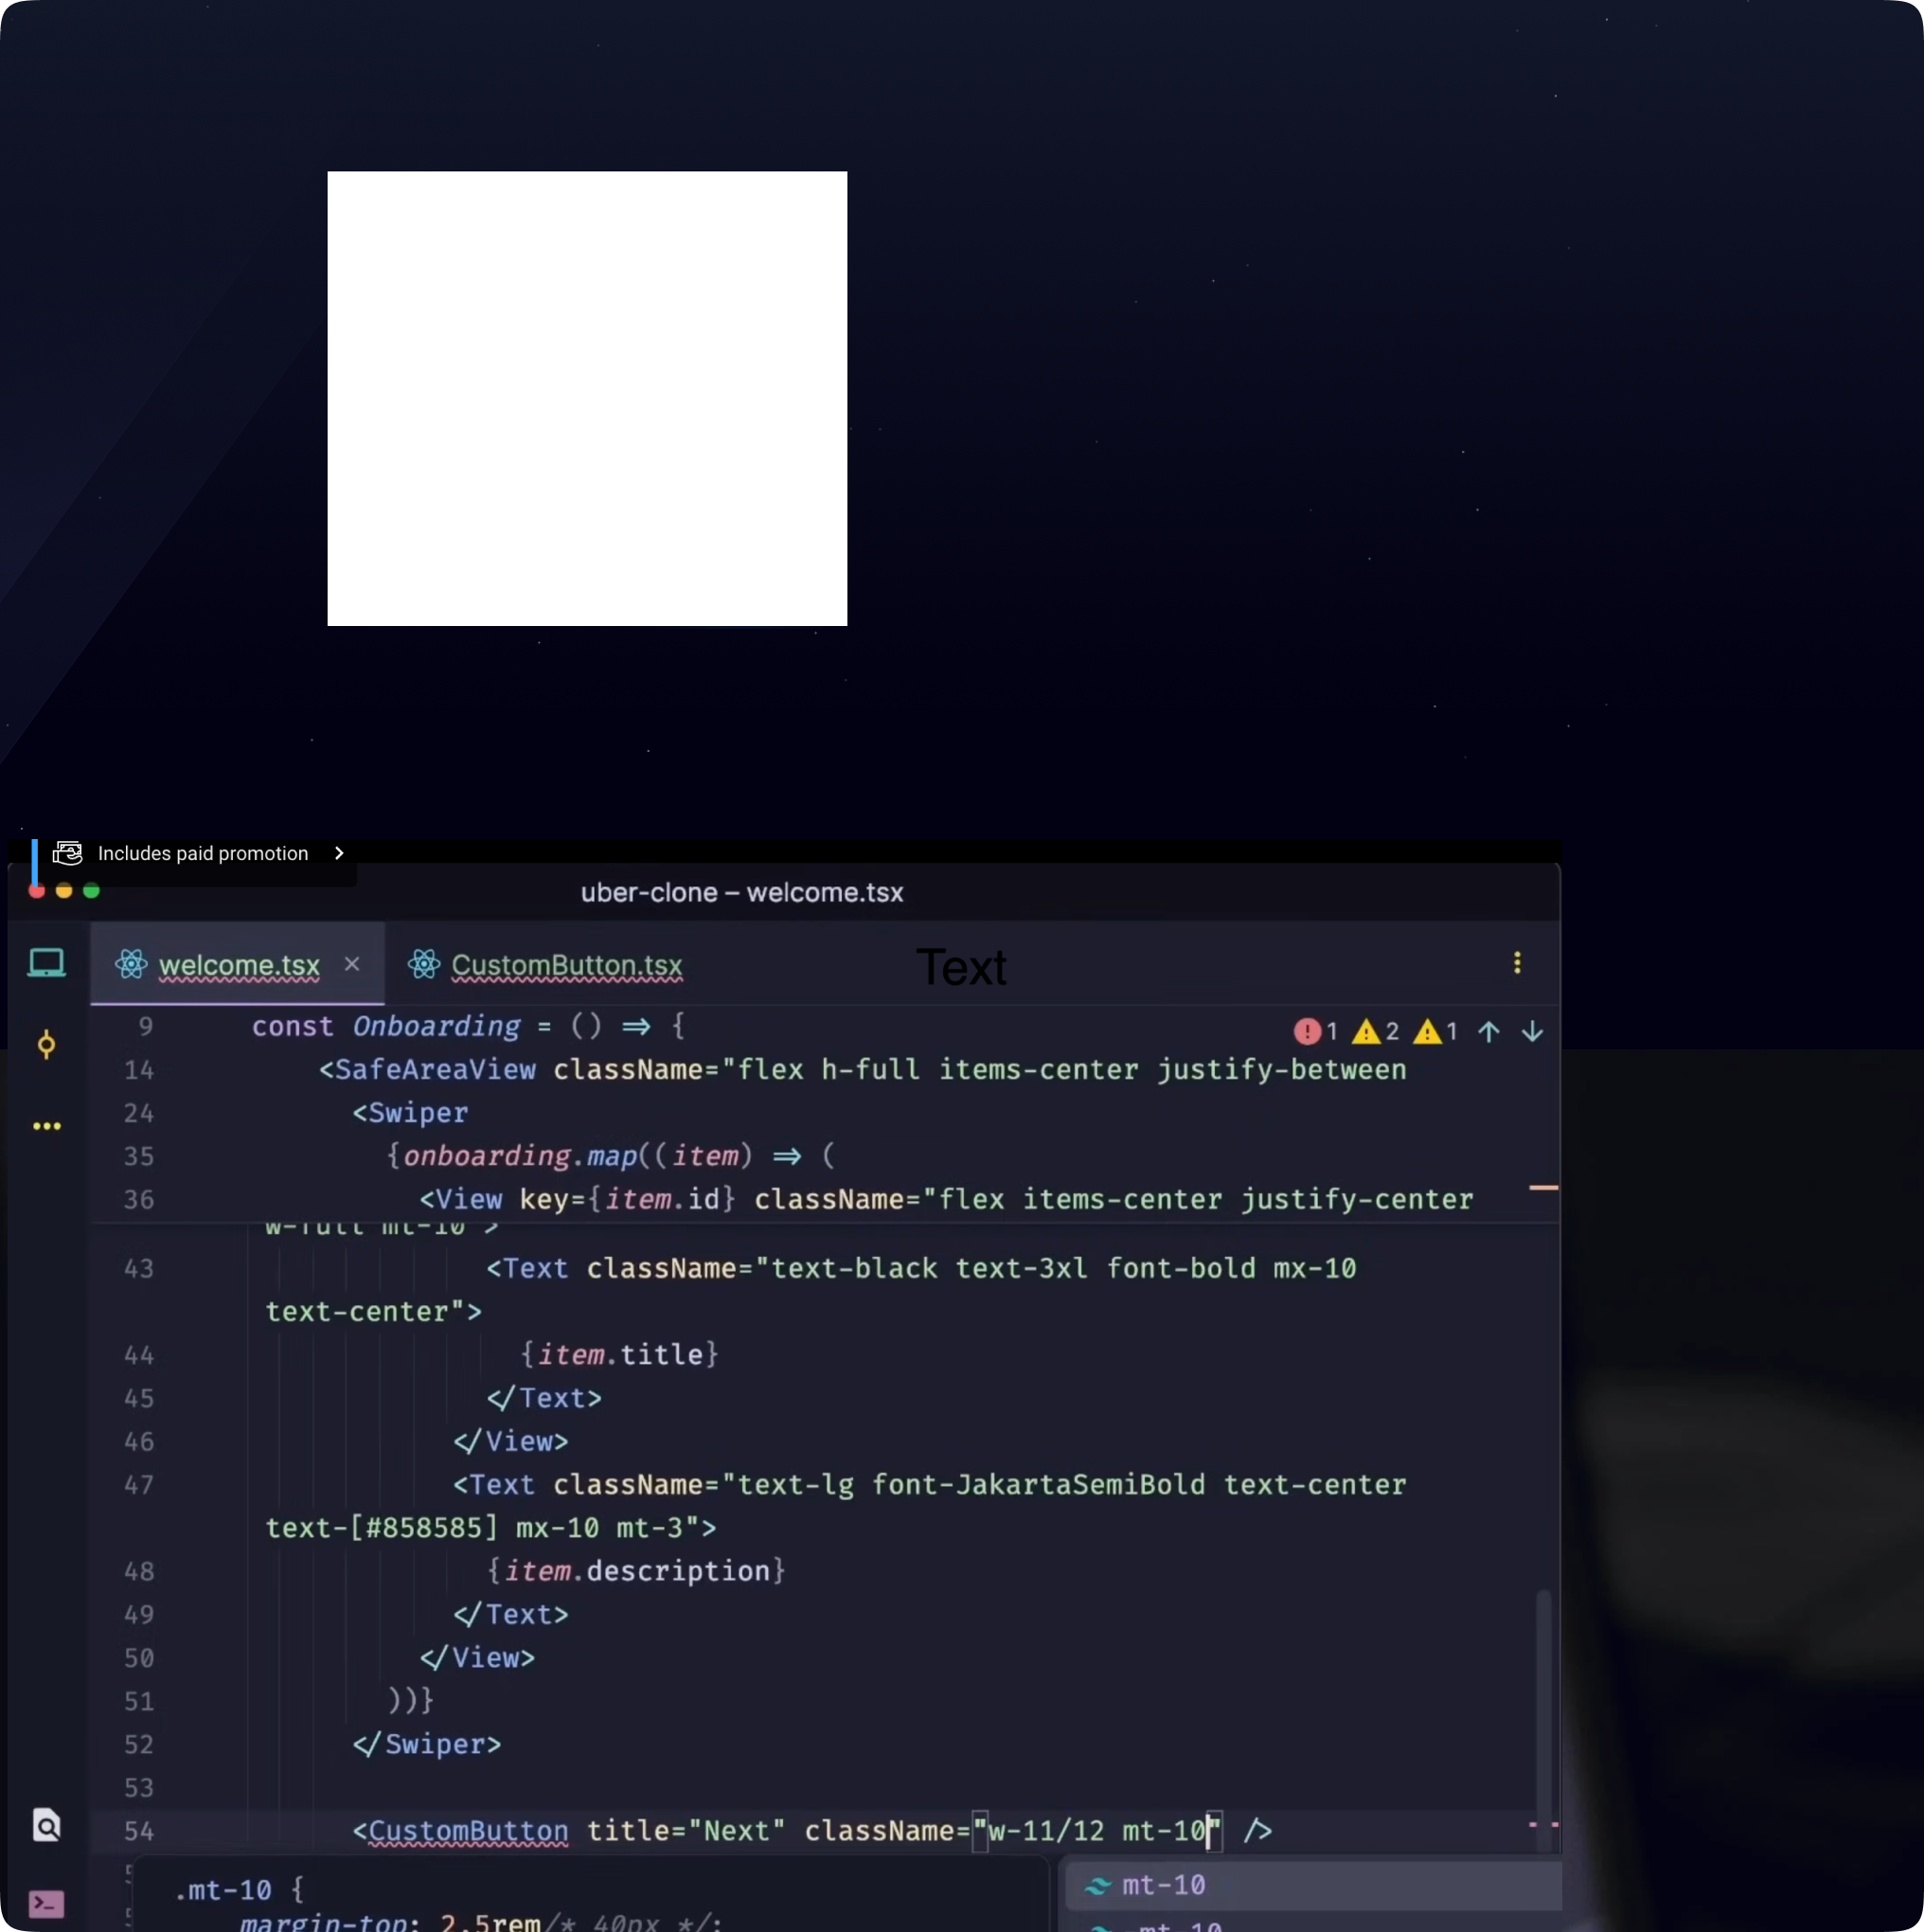 Includes paid promotion
uber-clone – welcome.tsx
welcome.tsx × CustomButton.tsx
Text
9 const Onboarding = () => {
1 2 1
14 <SafeAreaView className="flex h-full items-center justify-between
24 <Swiper
35 {onboarding.map((item) => (
36 <View key={item.id} className="flex items-center justify-center
w-full mt-10">
43 <Text className="text-black text-3xl font-bold mx-10
text-center">
44 {item.title}
45 </Text>
46 </View>
47 <Text className="text-lg font-JakartaSemiBold text-center
text-[#858585] mx-10 mt-3">
48 {item.description}
49 </Text>
50 </View>
51 ))}
52 </Swiper>
53
54 <CustomButton title="Next" className="w-11/12 mt-10" />
.mt-10 {
mt-10
margin-top: 2.5rem/* 40px */;
-mt-10